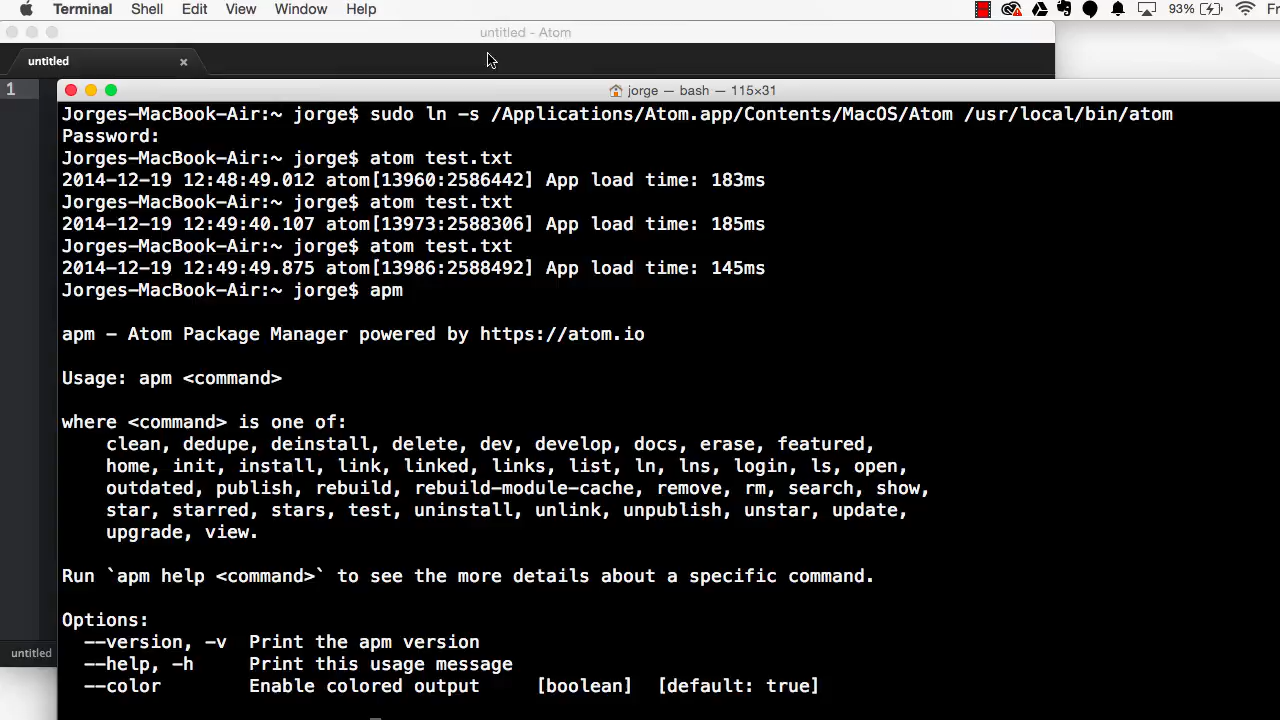 Terminal Shell Edit View Window Help 93% Fr
untitled - Atom
untitled
1
jorge — bash — 115×31
Jorges-MacBook-Air:~ jorge$ sudo ln -s /Applications/Atom.app/Contents/MacOS/Atom /usr/local/bin/atom
Password:
Jorges-MacBook-Air:~ jorge$ atom test.txt
2014-12-19 12:48:49.012 atom[13960:2586442] App load time: 183ms
Jorges-MacBook-Air:~ jorge$ atom test.txt
2014-12-19 12:49:40.107 atom[13973:2588306] App load time: 185ms
Jorges-MacBook-Air:~ jorge$ atom test.txt
2014-12-19 12:49:49.875 atom[13986:2588492] App load time: 145ms
Jorges-MacBook-Air:~ jorge$ apm
apm - Atom Package Manager powered by https://atom.io
Usage: apm <command>
where <command> is one of:
clean, dedupe, deinstall, delete, dev, develop, docs, erase, featured,
home, init, install, link, linked, links, list, ln, lns, login, ls, open,
outdated, publish, rebuild, rebuild-module-cache, remove, rm, search, show,
star, starred, stars, test, uninstall, unlink, unpublish, unstar, update,
upgrade, view.
Run `apm help <command>` to see the more details about a specific command.
Options:
--version, -v Print the apm version
untitled
--help, -h Print this usage message
--color Enable colored output [boolean] [default: true]